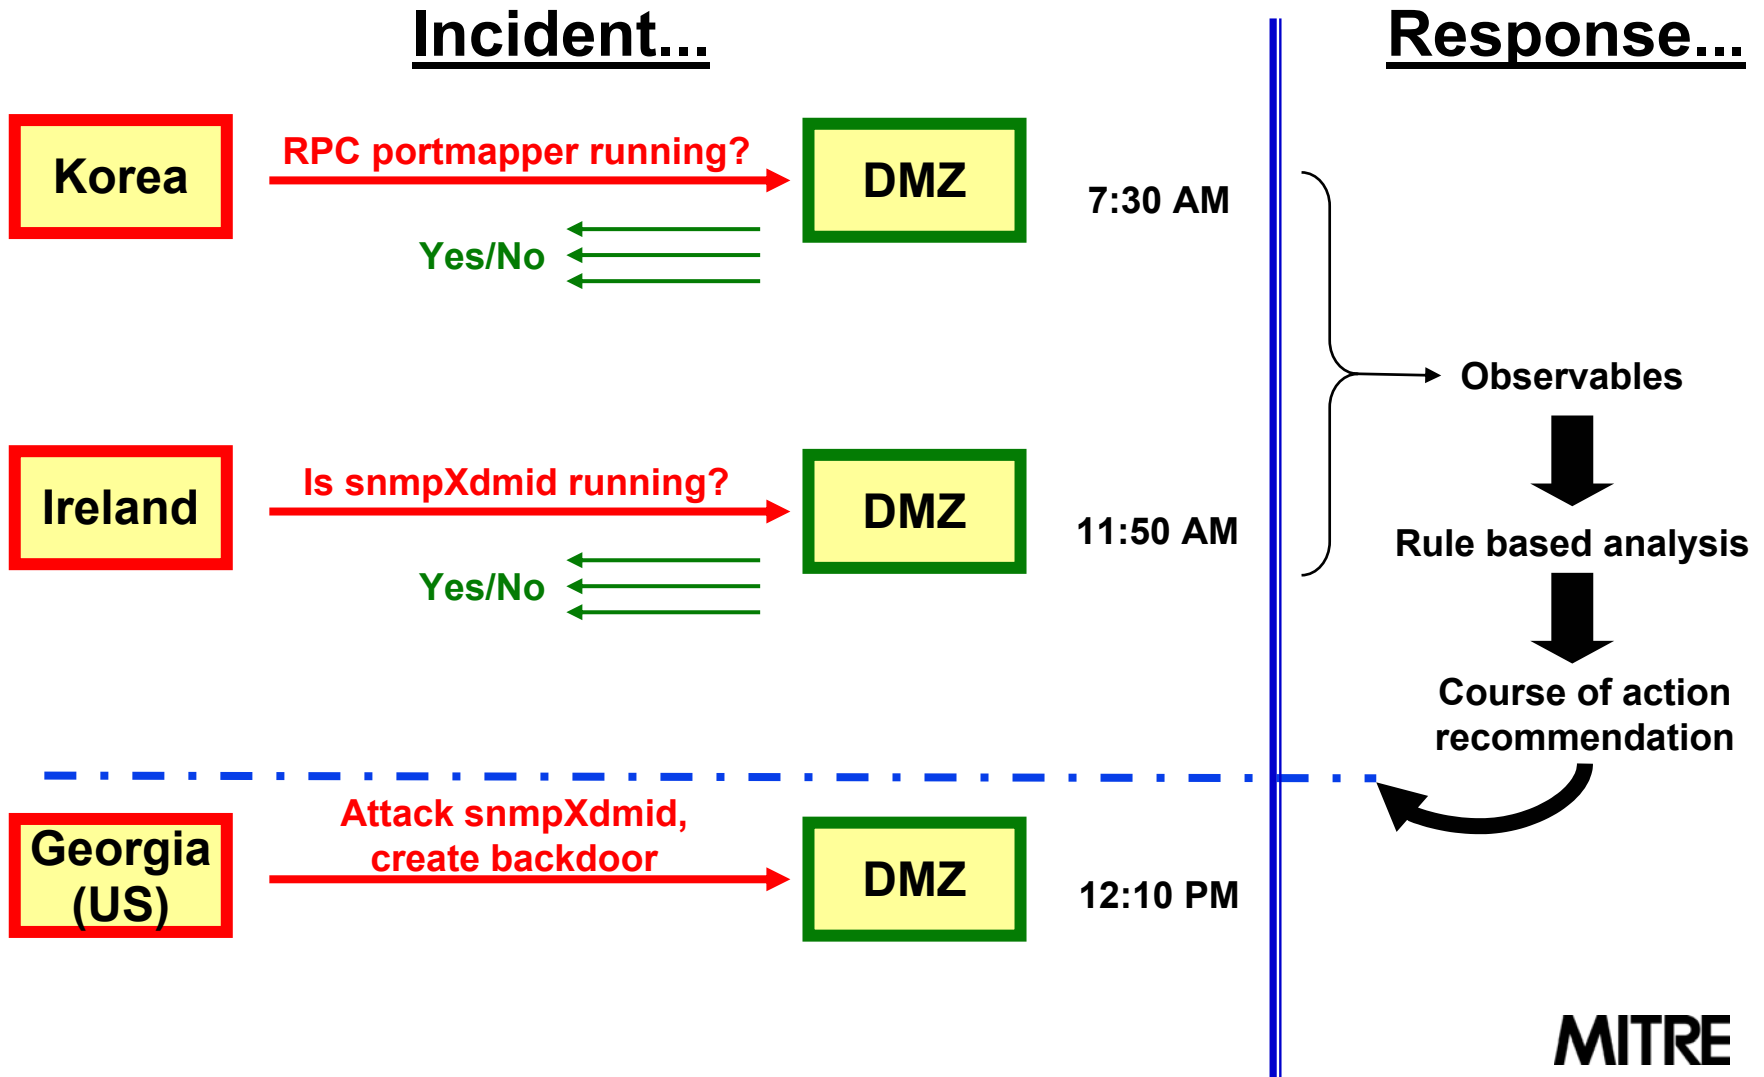 Incident...
Response...
Korea
RPC portmapper running?
DMZ
7:30 AM
Yes/No
Observables
Ireland
Is snmpXdmid running?
DMZ
11:50 AM
Yes/No
Rule based analysis
Course of action
recommendation
Georgia
(US)
Attack snmpXdmid,
create backdoor
DMZ
12:10 PM
MITRE